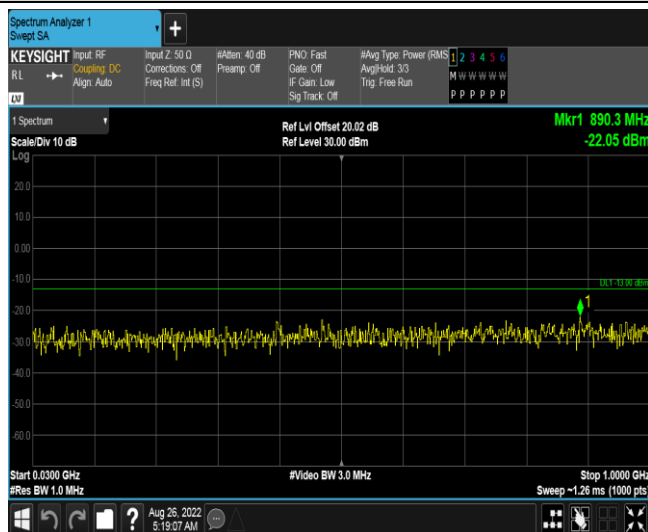 Spectrum Analyzer 1
Swept SA
+
KEYSIGHT
RL
LXI
Input: RF
Coupling: DC
Align: Auto
Input Z: 50 Ω
Corrections: Off
Freq Ref: Int (S)
#Atten: 40 dB
Preamp: Off
PNO: Fast
Gate: Off
IF Gain: Low
Sig Track: Off
#Avg Type: Power (RMS
Avg|Hold: 3/3
Trig: Free Run
1 2 3 4 5 6
M W W W W W
P P P P P P
1 Spectrum
Scale/Div 10 dB
Log
Ref Lvl Offset 20.02 dB
Ref Level 30.00 dBm
Mkr1 890.3 MHz
-22.05 dBm
20.0
10.0
0.00
-10.0
DL1 -13.00 dBm
1
-20.0
-30.0
-40.0
-50.0
-60.0
Start 0.0300 GHz
#Res BW 1.0 MHz
#Video BW 3.0 MHz
Stop 1.0000 GHz
Sweep ~1.26 ms (1000 pts)
?
Aug 26, 2022
5:19:07 AM